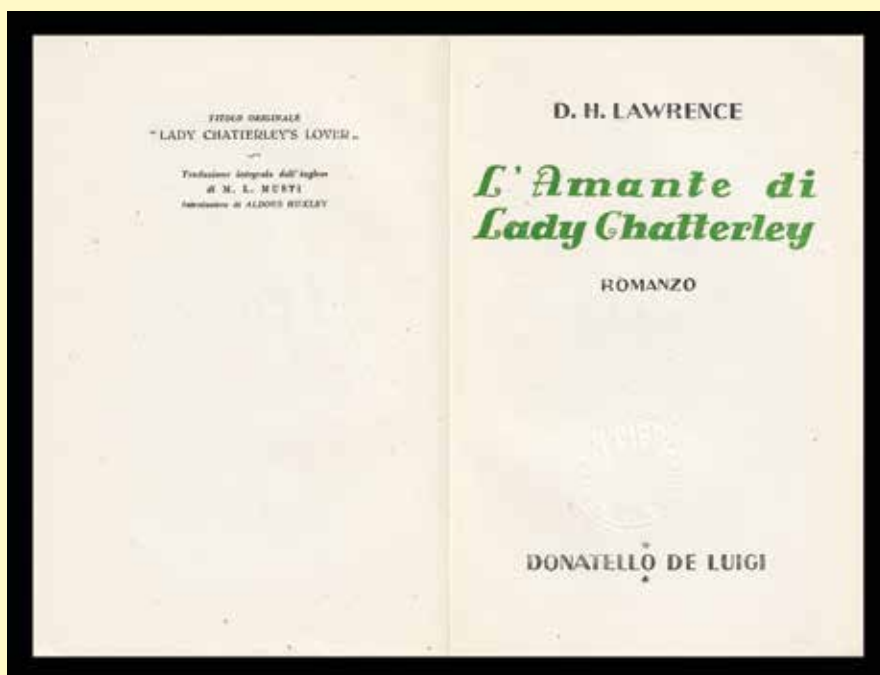 TITOLO ORIGINALE
"LADY CHATTERLEY'S LOVER„
Traduzione integrale dall'inglese
di M. L. MUSTI
Introduzione di ALDOUS HUXLEY
D. H. LAWRENCE
L'Amante di
Lady Chatterley
ROMANZO
DONATELLO DE LUIGI